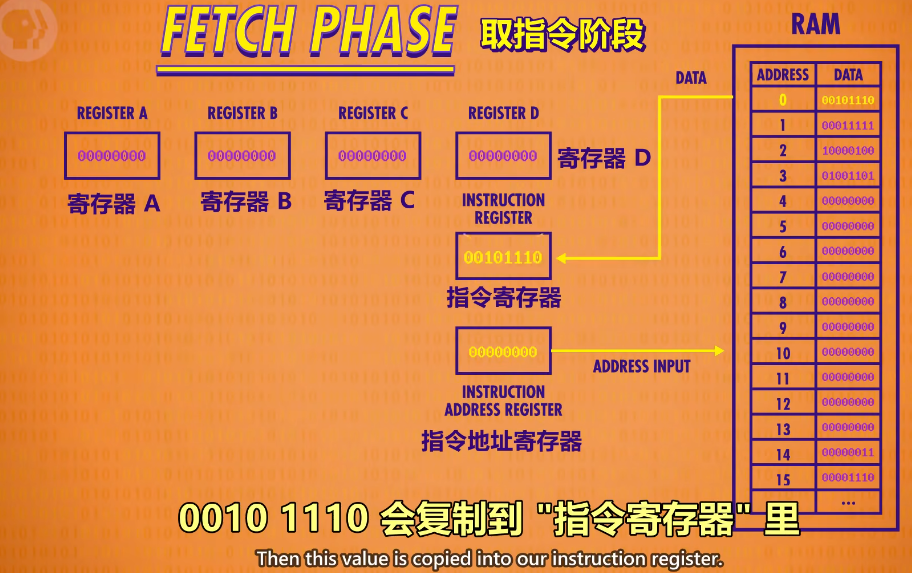 FETCH PHASE 取指令阶段
RAM
DATA
ADDRESS DATA
0 00101110
1 00011111
2 10000100
3 01001101
4 00000000
5 00000000
6 00000000
7 00000000
8 00000000
9 00000000
10 00000000
11 00000000
12 00000000
13 00000000
14 00000011
15 00001110
...
REGISTER A REGISTER B REGISTER C REGISTER D
00000000 00000000 00000000 00000000
寄存器 A 寄存器 B 寄存器 C 寄存器 D
INSTRUCTION
REGISTER
00101110
指令寄存器
00000000
ADDRESS INPUT
INSTRUCTION
ADDRESS REGISTER
指令地址寄存器
0010 1110 会复制到 "指令寄存器" 里
Then this value is copied into our instruction register.